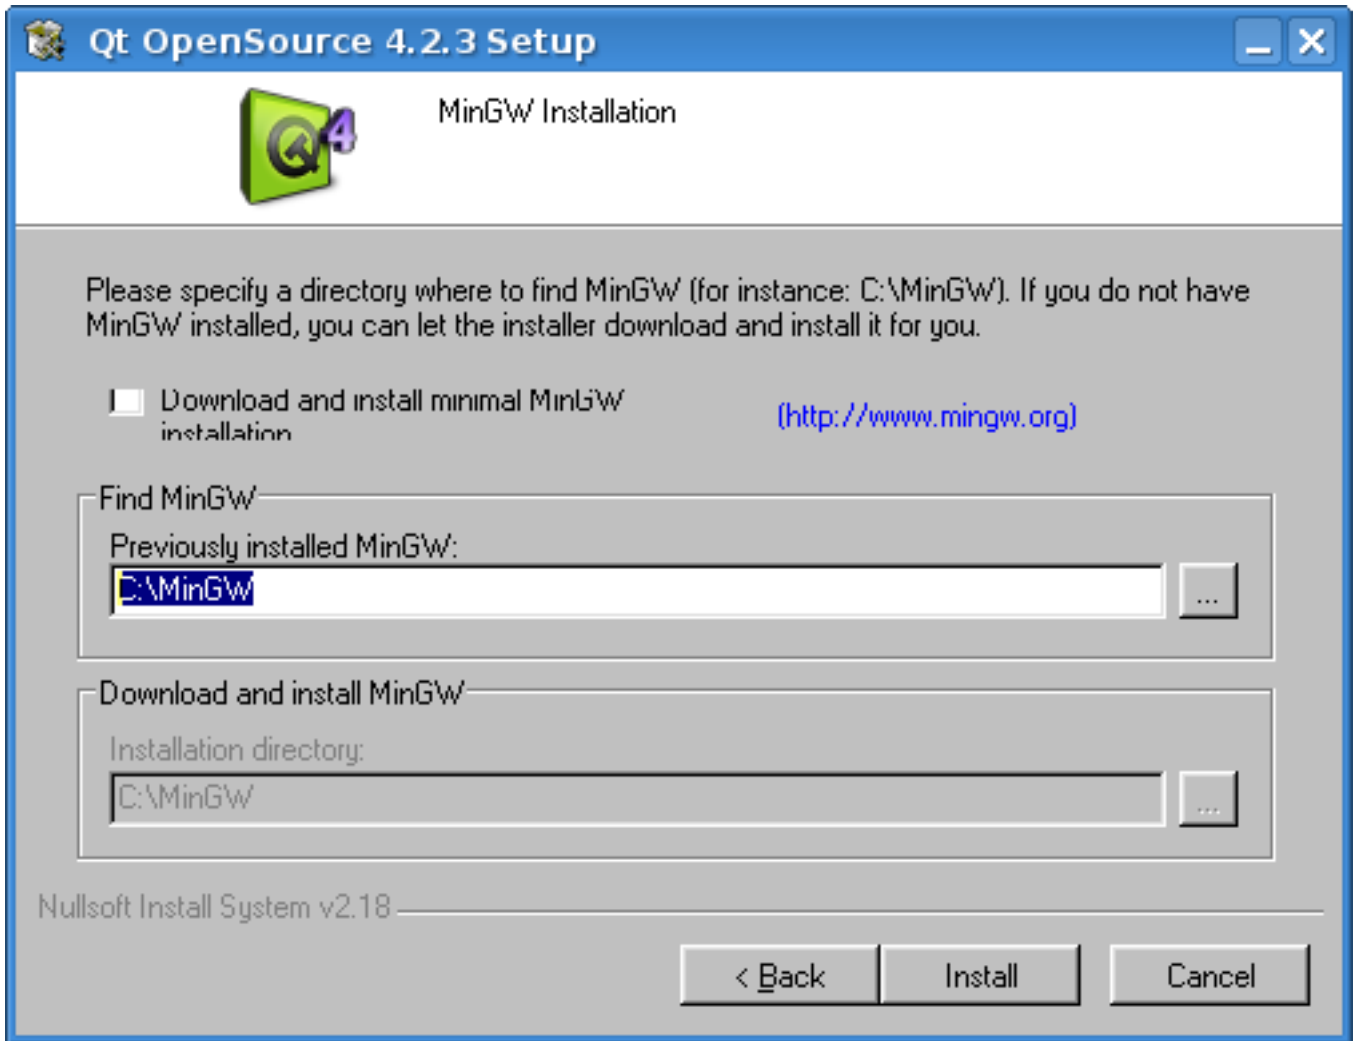 Qt OpenSource 4.2.3 Setup
4
MinGW Installation
Please specify a directory where to find MinGW (for instance: C:\MinGW). If you do not have
MinGW installed, you can let the installer download and install it for you.
Download and install minimal MinGW
installation
(http://www.mingw.org)
Find MinGW
Previously installed MinGW:
C:\MinGW
...
Download and install MinGW
Installation directory:
C:\MinGW
...
Nullsoft Install System v2.18
< Back
Install
Cancel